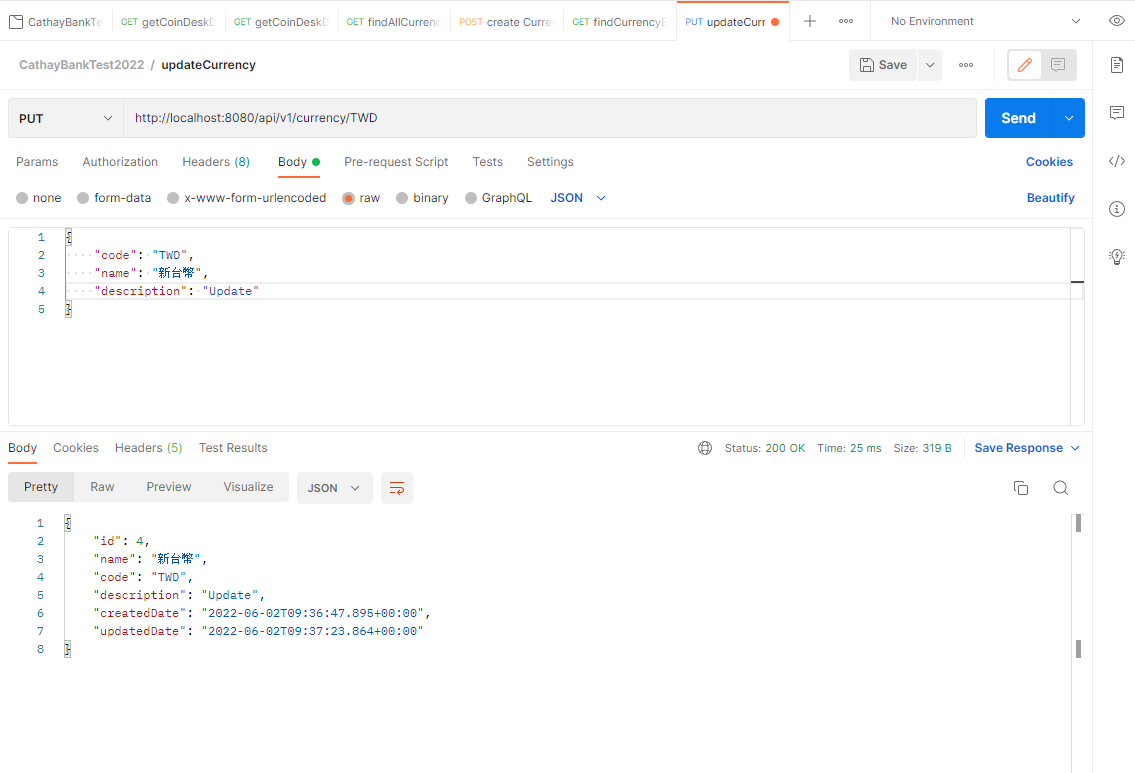 CathayBankTe GET getCoinDeskD GET getCoinDeskD GET findAllCurrenc POST create Curre GET findCurrencyB PUT updateCurr No Environment
CathayBankTest2022 / updateCurrency Save
PUT http://localhost:8080/api/v1/currency/TWD Send
Params Authorization Headers (8) Body Pre-request Script Tests Settings Cookies
none form-data x-www-form-urlencoded raw binary GraphQL JSON Beautify
1 {
2 "code": "TWD",
3 "name": "新台幣",
4 "description": "Update"
5 }
Body Cookies Headers (5) Test Results Status: 200 OK Time: 25 ms Size: 319 B Save Response
Pretty Raw Preview Visualize JSON
1 {
2 "id": 4,
3 "name": "新台幣",
4 "code": "TWD",
5 "description": "Update",
6 "createdDate": "2022-06-02T09:36:47.895+00:00",
7 "updatedDate": "2022-06-02T09:37:23.864+00:00"
8 }